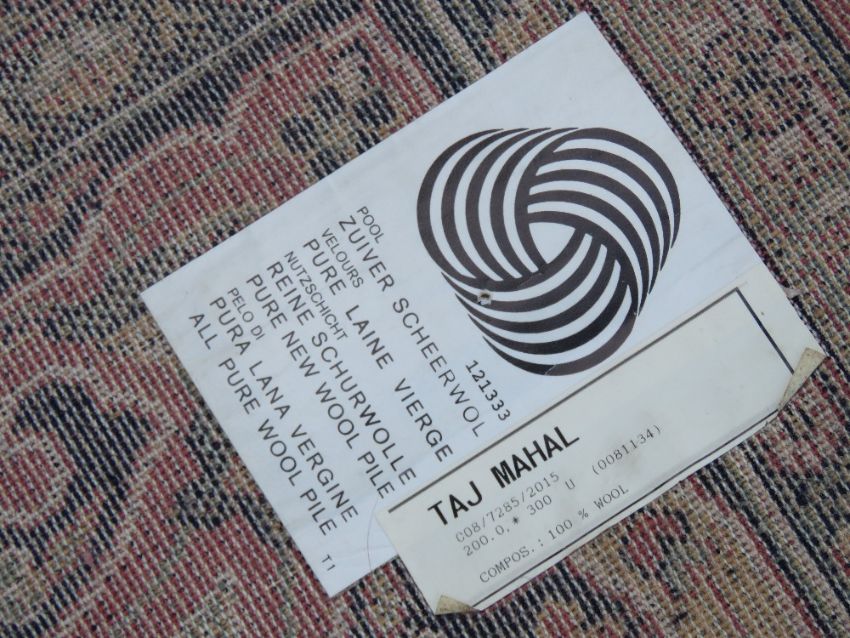 121333
POOL
ZUIVER SCHEERWOL
VELOURS
PURE LAINE VIERGE
NUTZSCHICHT
REINE SCHURWOLLE
PURE NEW WOOL PILE
PELO DI
PURA LANA VERGINE
ALL PURE WOOL PILE
T1
TAJ MAHAL
C08/7285/2015
200.0,* 300 U (0081134)
COMPOS.: 100 % WOOL